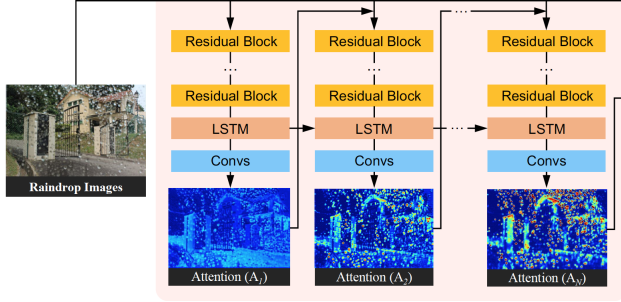 Raindrop Images
Residual Block
...
Residual Block
LSTM
Convs
Attention (A1)
Residual Block
...
Residual Block
LSTM
Convs
Attention (A2)
...
...
Residual Block
...
Residual Block
LSTM
Convs
Attention (AN)